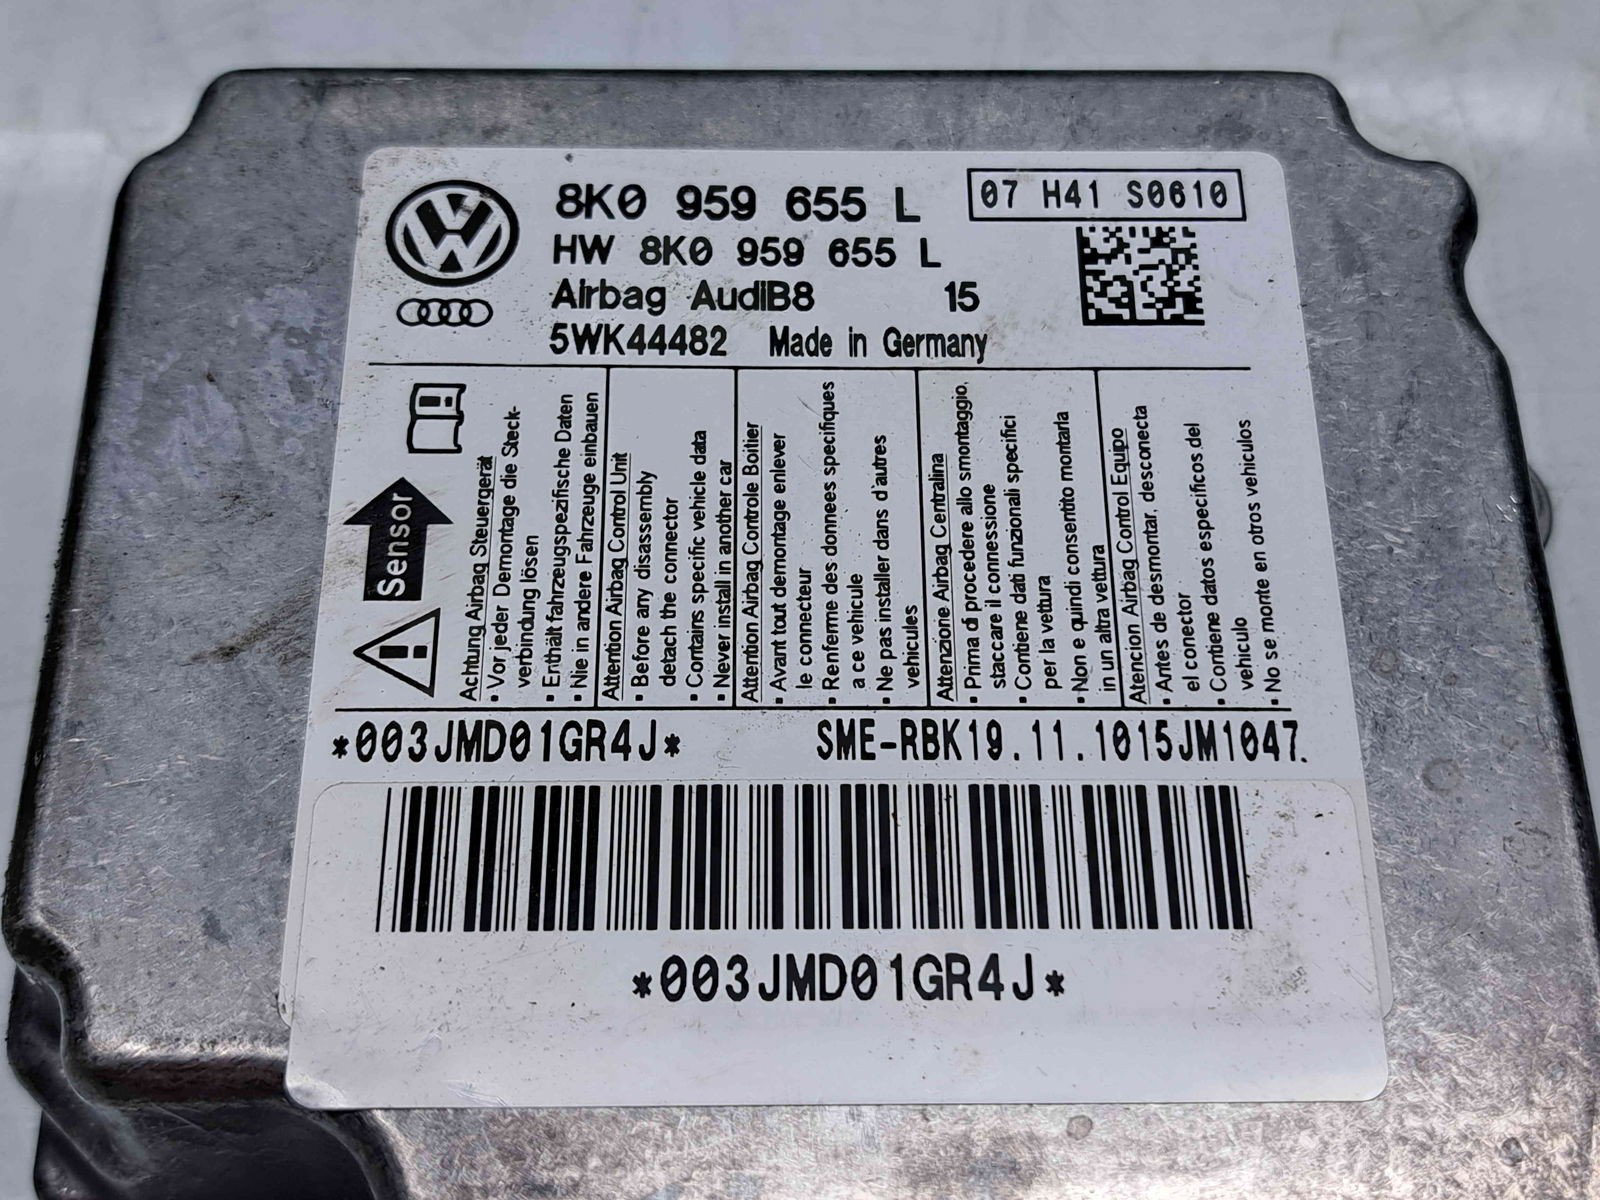 8K0 959 655 L
07 H41 S0610
HW 8K0 959 655 L
Airbag AudiB8 15
5WK44482 Made in Germany
Sensor
Achtung Airbag Steuergerät
• Vor jeder Demontage die Steck-
verbindung lösen
• Enthält fahrzeugspezifische Daten
• Nie in andere Fahrzeuge einbauen
Attention Airbag Control Unit
• Before any disassembly
detach the connector
• Contains specific vehicle data
• Never install in another car
Attention Airbag Controle Boitier
• Avant tout demontage enlever
le connecteur
• Renferme des donnees specifiques
a ce vehicule
• Ne pas installer dans d'autres
vehicules
Attenzione Airbag Centralina
• Prima di procedere allo smontaggio,
staccare il connessione
• Contiene dati funzionali specifici
per la vettura
• Non e quindi consentito montarla
in un altra vettura
Atencion Airbag Control Equipo
• Antes de desmontar, desconecta
el conector
• Contiene datos especificos del
vehiculo
• No se monte en otros vehiculos
*003JMD01GR4J* SME-RBK19.11.1015JM1047.
*003JMD01GR4J*